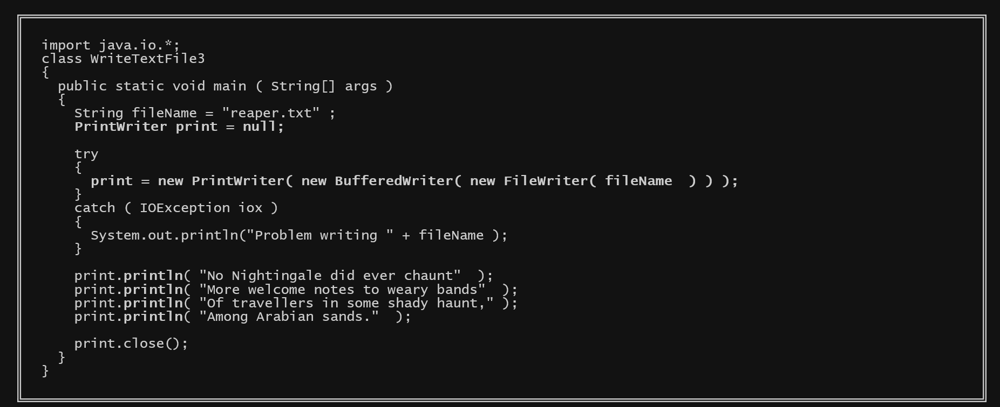 import java.io.*;
class WriteTextFile3
{
  public static void main ( String[] args )
  {
    String fileName = "reaper.txt" ;
    PrintWriter print = null;

    try
    {
      print = new PrintWriter( new BufferedWriter( new FileWriter( fileName  ) ) );
    }
    catch ( IOException iox )
    {
      System.out.println("Problem writing " + fileName );
    }

    print.println( "No Nightingale did ever chaunt"  );
    print.println( "More welcome notes to weary bands"  );
    print.println( "Of travellers in some shady haunt," );
    print.println( "Among Arabian sands."  );

    print.close();
  }
}